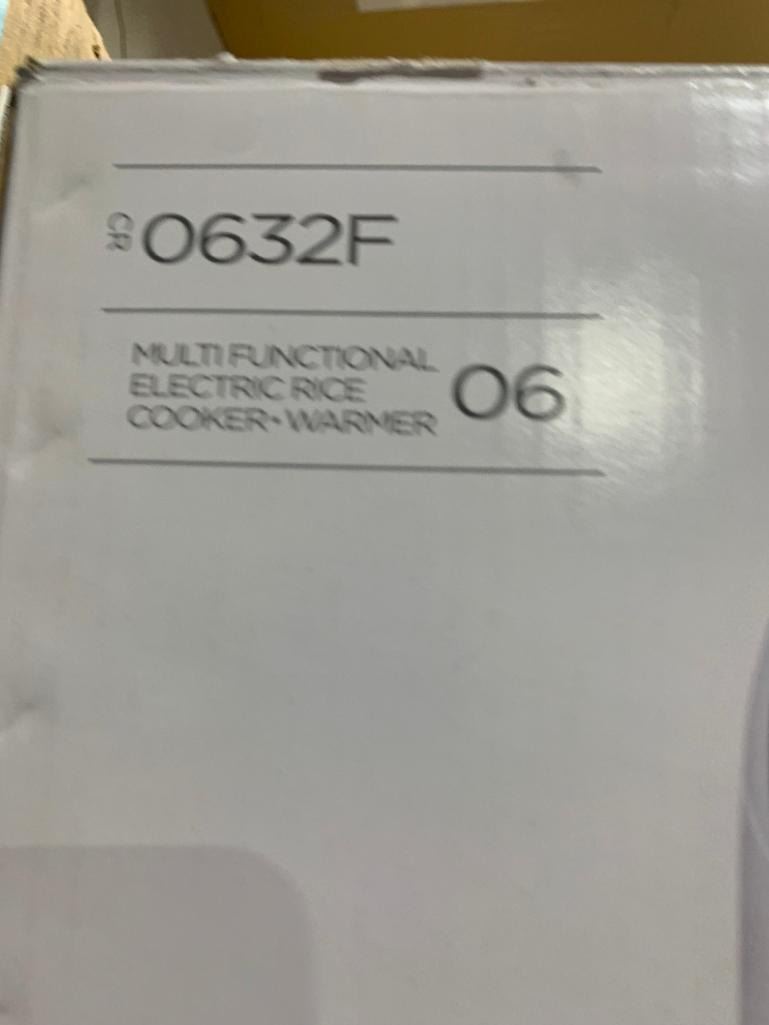 CR 0632F
MULTI FUNCTIONAL
ELECTRIC RICE
COOKER • WARMER
06